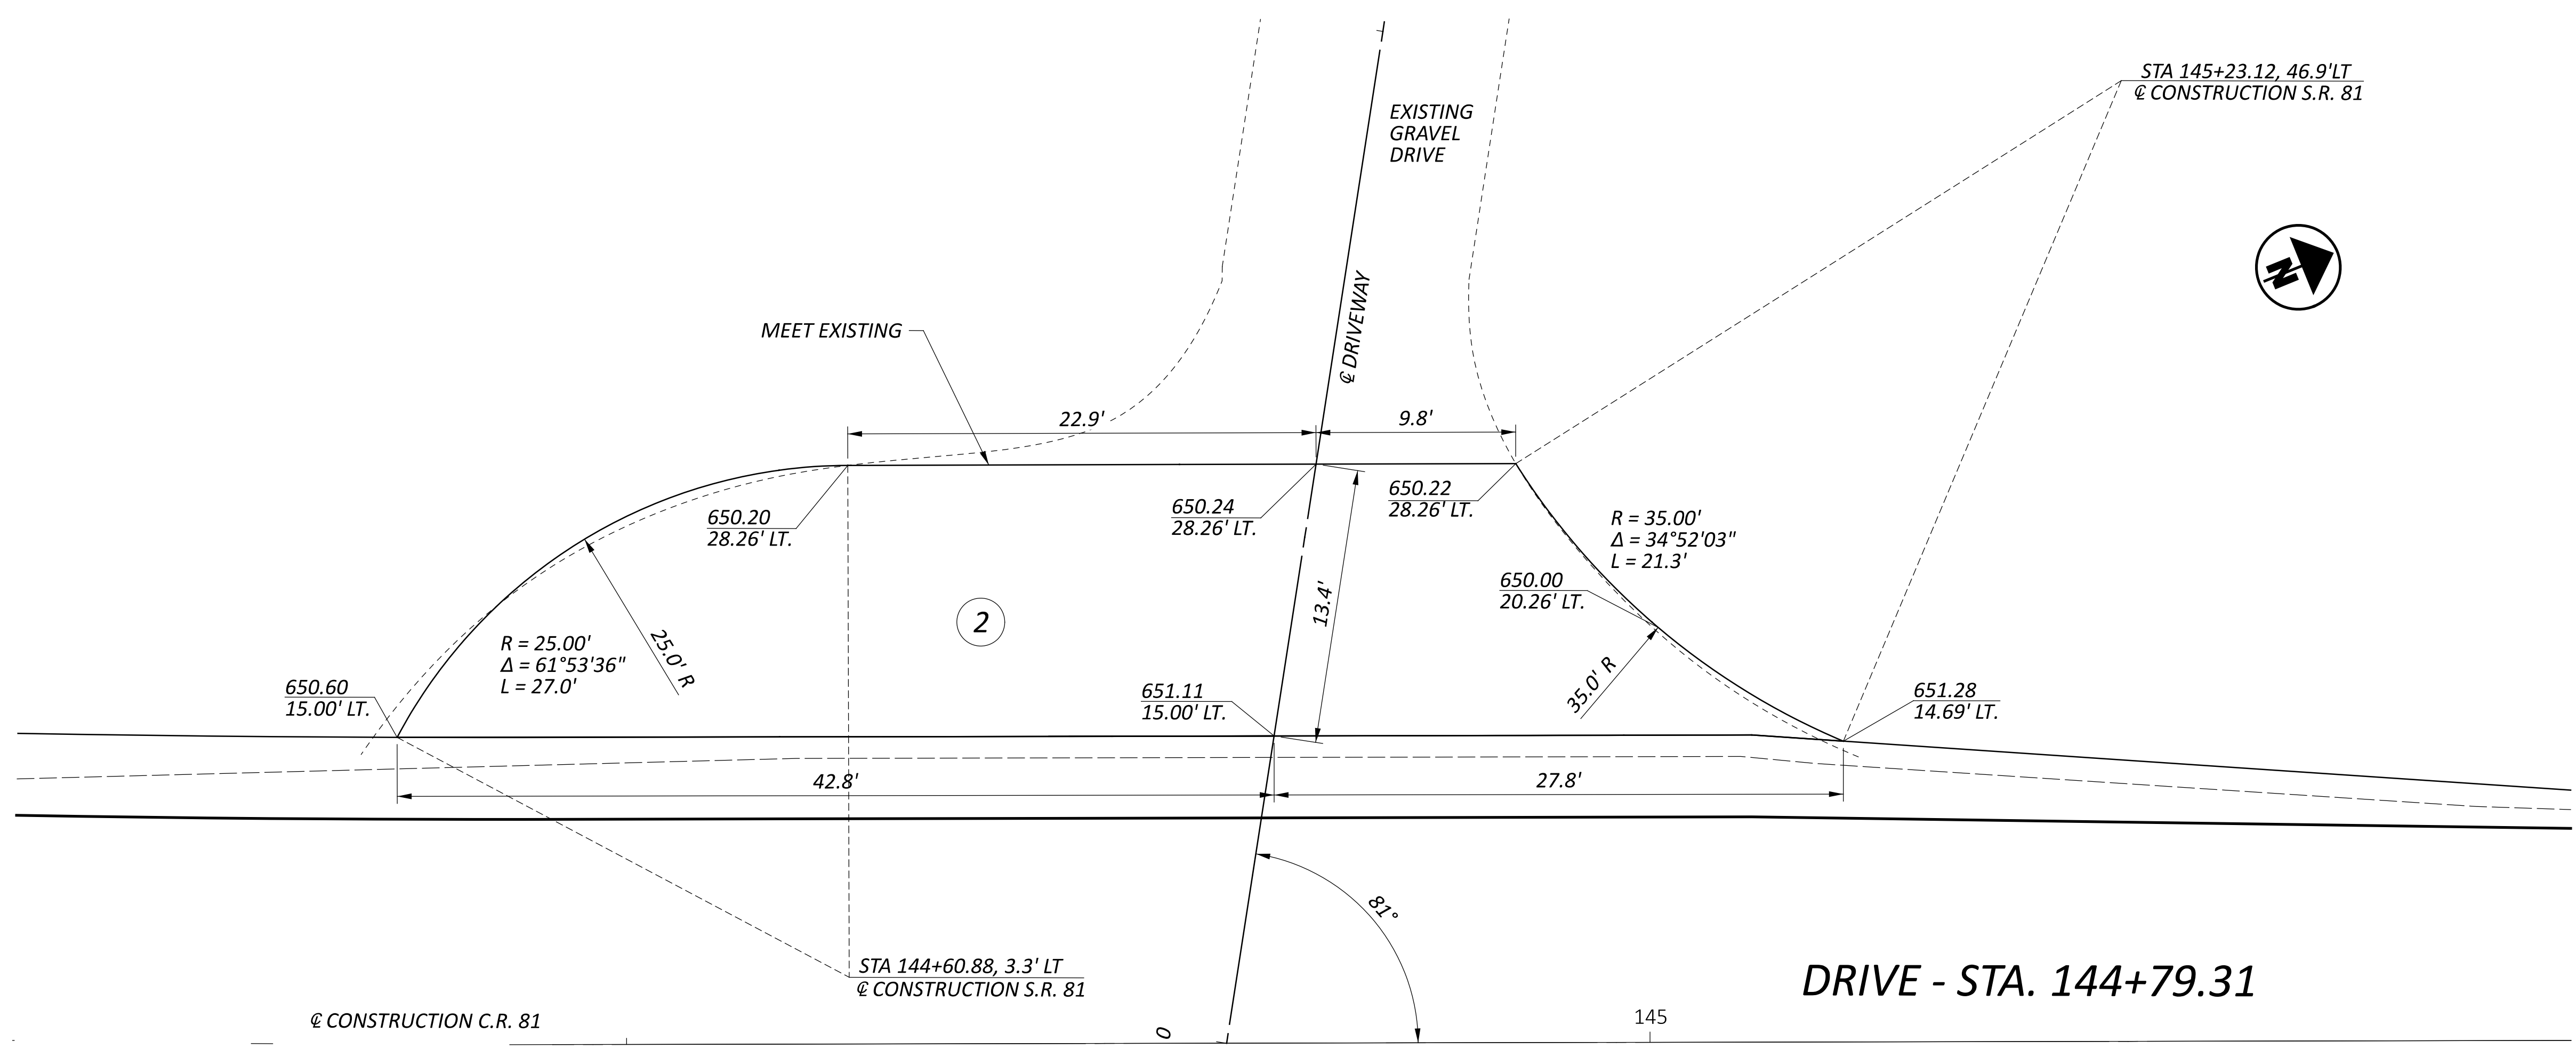 STA 145+23.12, 46.9'LT
℄ CONSTRUCTION S.R. 81
EXISTING
GRAVEL
DRIVE
N
MEET EXISTING
℄ DRIVEWAY
22.9'
9.8'
650.20
28.26' LT.
650.24
28.26' LT.
650.22
28.26' LT.
R = 35.00'
Δ = 34°52'03"
L = 21.3'
650.00
20.26' LT.
13.4'
2
R = 25.00'
Δ = 61°53'36"
L = 27.0'
25.0' R
35.0' R
650.60
15.00' LT.
651.11
15.00' LT.
651.28
14.69' LT.
42.8'
27.8'
81°
STA 144+60.88, 3.3' LT
℄ CONSTRUCTION S.R. 81
DRIVE - STA. 144+79.31
℄ CONSTRUCTION C.R. 81
0
145